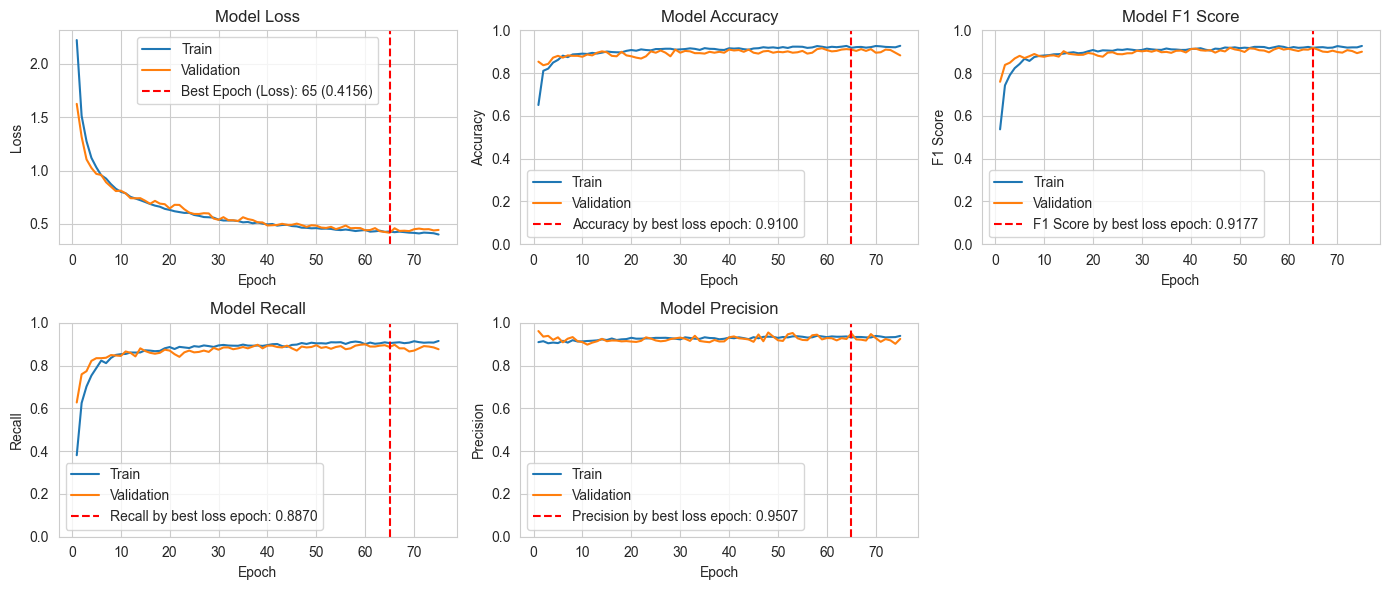 Model Loss
Loss
2.0
1.5
1.0
0.5
Train
Validation
Best Epoch (Loss): 65 (0.4156)
0 10 20 30 40 50 60 70
Epoch
Model Accuracy
Accuracy
1.0
0.8
0.6
0.4
0.2
0.0
Train
Validation
Accuracy by best loss epoch: 0.9100
0 10 20 30 40 50 60 70
Epoch
Model F1 Score
F1 Score
1.0
0.8
0.6
0.4
0.2
0.0
Train
Validation
F1 Score by best loss epoch: 0.9177
0 10 20 30 40 50 60 70
Epoch
Model Recall
Recall
1.0
0.8
0.6
0.4
0.2
0.0
Train
Validation
Recall by best loss epoch: 0.8870
0 10 20 30 40 50 60 70
Epoch
Model Precision
Precision
1.0
0.8
0.6
0.4
0.2
0.0
Train
Validation
Precision by best loss epoch: 0.9507
0 10 20 30 40 50 60 70
Epoch